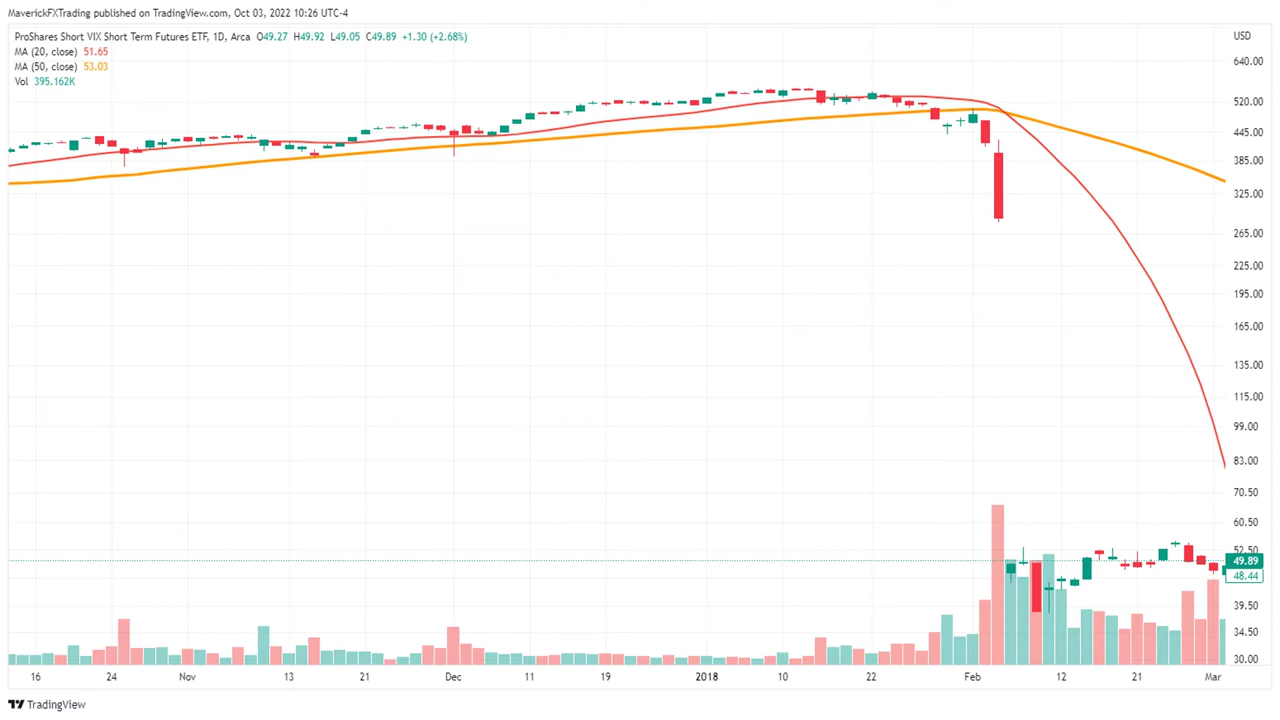 MaverickFXTrading published on TradingView.com, Oct 03, 2022 10:26 UTC-4
ProShares Short VIX Short Term Futures ETF, 1D, Arca O49.27 H49.92 L49.05 C49.89 +1.30 (+2.68%)
USD
MA (20, close) 51.65
MA (50, close) 53.03
Vol 395.162K
640.00
520.00
445.00
385.00
325.00
265.00
225.00
195.00
165.00
135.00
115.00
99.00
83.00
70.50
60.50
52.50
49.89
48.44
39.50
34.50
30.00
16 24 Nov 13 21 Dec 11 19 2018 10 22 Feb 12 21 Mar
TradingView